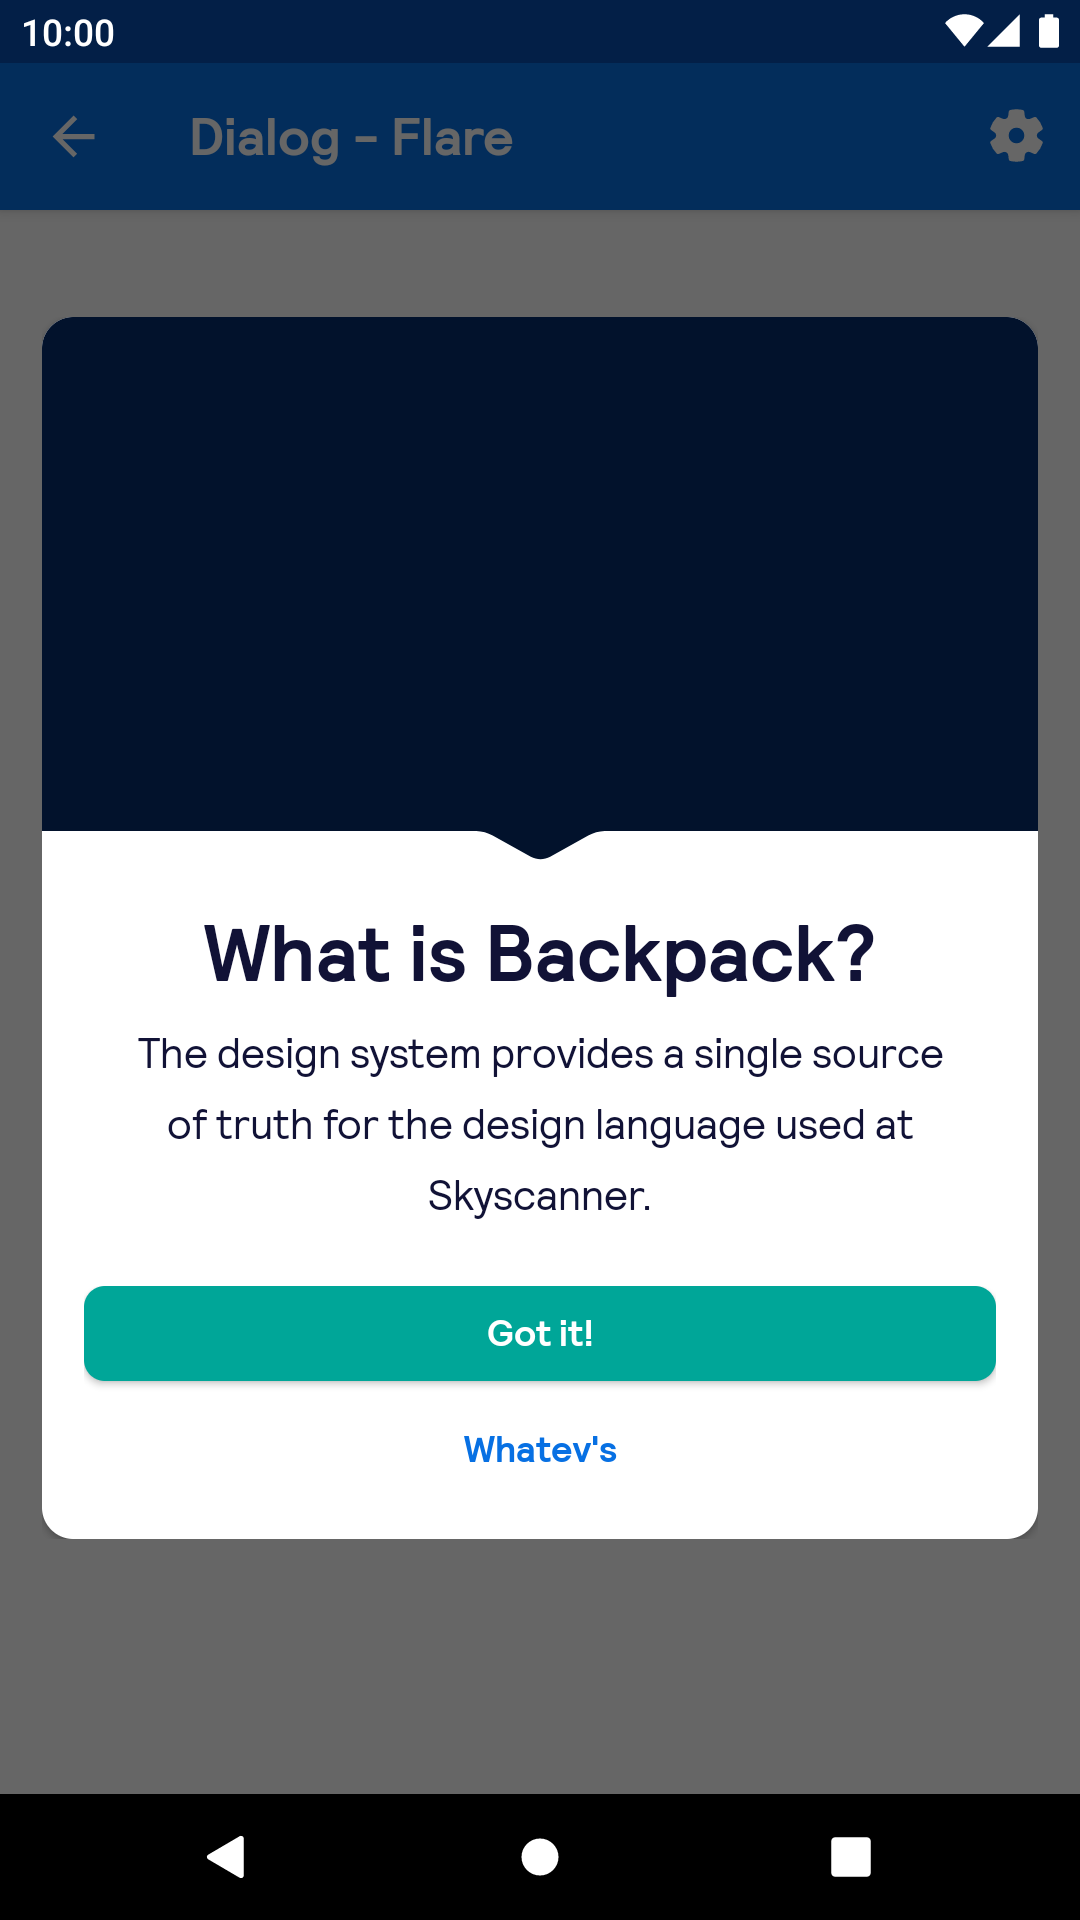 10:00
Dialog - Flare
What is Backpack?
The design system provides a single source
of truth for the design language used at
Skyscanner.
Got it!
Whatev's